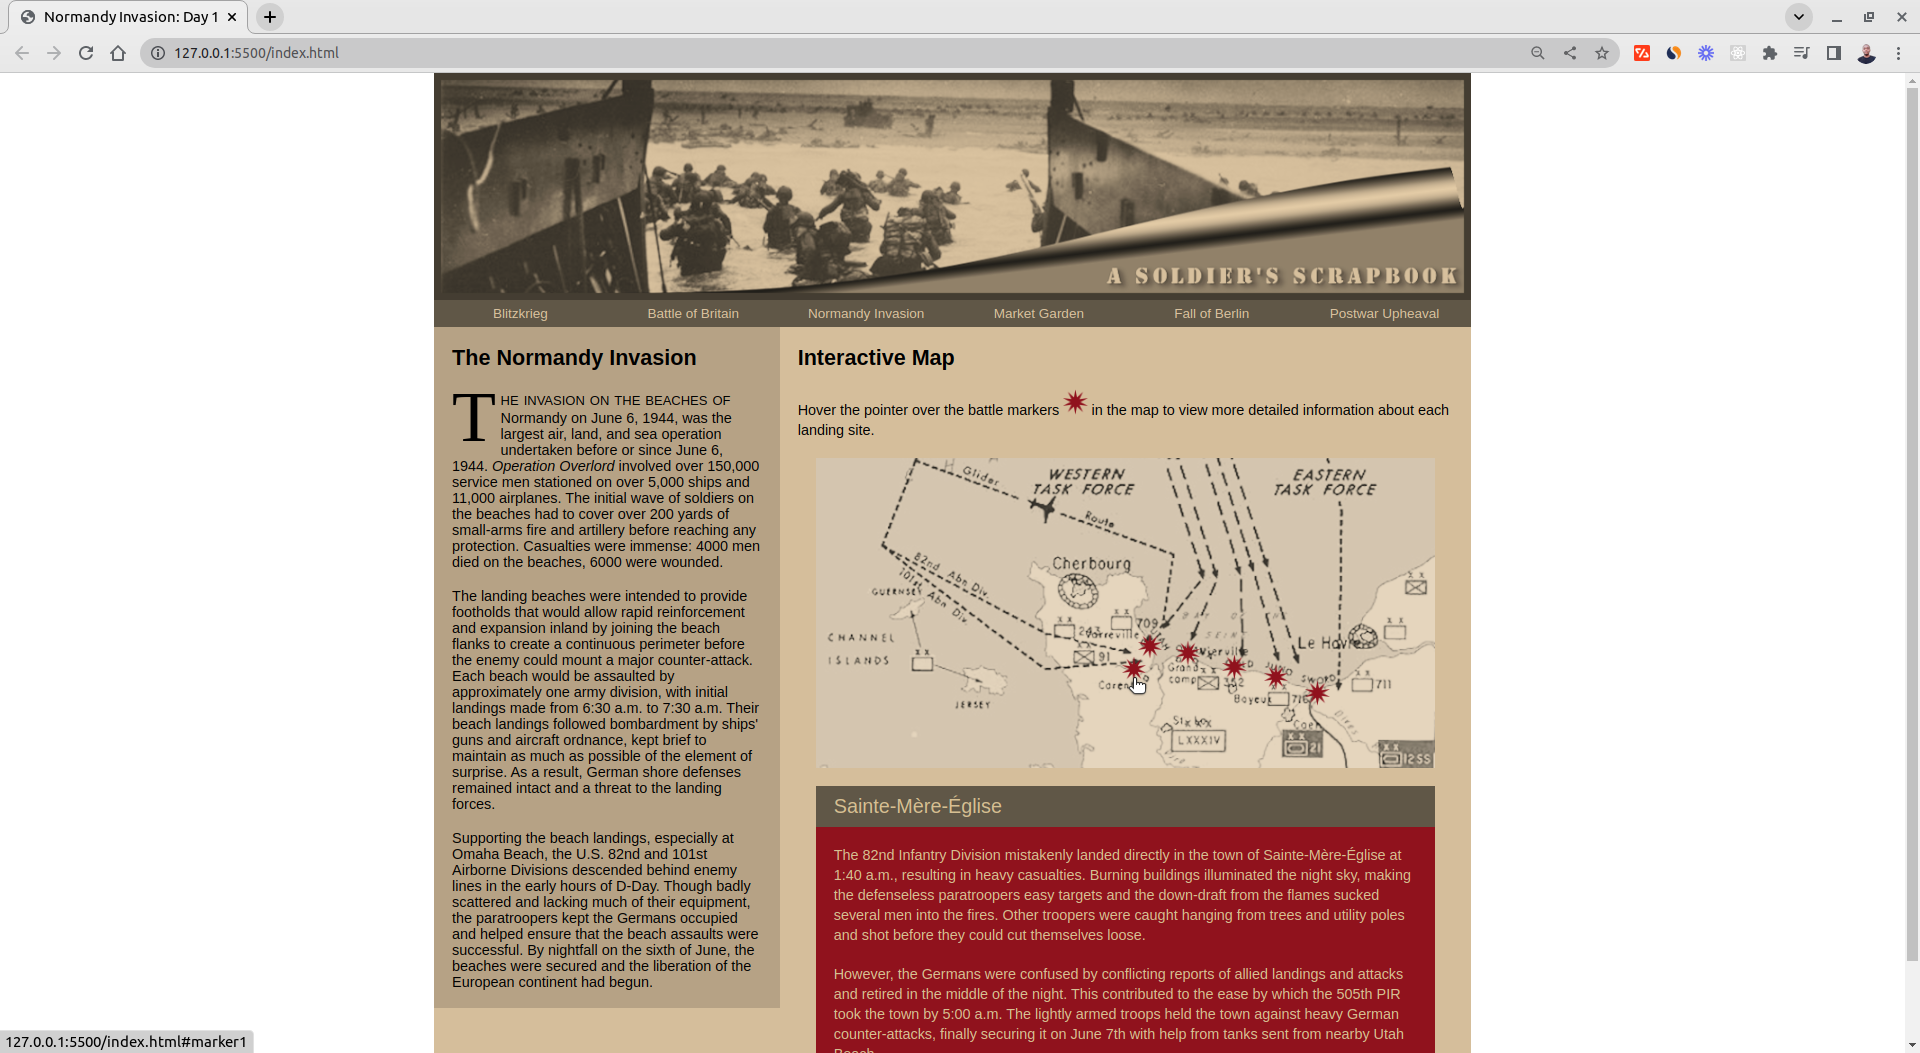 Normandy Invasion: Day 1
127.0.0.1:5500/index.html
A SOLDIER'S SCRAPBOOK
Blitzkrieg
Battle of Britain
Normandy Invasion
Market Garden
Fall of Berlin
Postwar Upheaval
The Normandy Invasion
THE INVASION ON THE BEACHES OF
Normandy on June 6, 1944, was the
largest air, land, and sea operation
undertaken before or since June 6,
1944. Operation Overlord involved over 150,000
service men stationed on over 5,000 ships and
11,000 airplanes. The initial wave of soldiers on
the beaches had to cover over 200 yards of
small-arms fire and artillery before reaching any
protection. Casualties were immense: 4000 men
died on the beaches, 6000 were wounded.
The landing beaches were intended to provide
footholds that would allow rapid reinforcement
and expansion inland by joining the beach
flanks to create a continuous perimeter before
the enemy could mount a major counter-attack.
Each beach would be assaulted by
approximately one army division, with initial
landings made from 6:30 a.m. to 7:30 a.m. Their
beach landings followed bombardment by ships'
guns and aircraft ordnance, kept brief to
maintain as much as possible of the element of
surprise. As a result, German shore defenses
remained intact and a threat to the landing
forces.
Supporting the beach landings, especially at
Omaha Beach, the U.S. 82nd and 101st
Airborne Divisions descended behind enemy
lines in the early hours of D-Day. Though badly
scattered and lacking much of their equipment,
the paratroopers kept the Germans occupied
and helped ensure that the beach assaults were
successful. By nightfall on the sixth of June, the
beaches were secured and the liberation of the
European continent had begun.
Interactive Map
Hover the pointer over the battle markers in the map to view more detailed information about each
landing site.
Glider
Route
WESTERN
TASK FORCE
EASTERN
TASK FORCE
Cherbourg
82nd Abn Div.
101st Abn Div
GUERNSEY
CHANNEL
ISLANDS
JERSEY
709
243
Varreville
91
Vierville
Grand
camp
352
Bayeux
716
JUNO
SWORD
Le Havre
711
Caen
21
St Lo
LXXXIV
Dives
12SS
Sainte-Mère-Église
The 82nd Infantry Division mistakenly landed directly in the town of Sainte-Mère-Église at
1:40 a.m., resulting in heavy casualties. Burning buildings illuminated the night sky, making
the defenseless paratroopers easy targets and the down-draft from the flames sucked
several men into the fires. Other troopers were caught hanging from trees and utility poles
and shot before they could cut themselves loose.
However, the Germans were confused by conflicting reports of allied landings and attacks
and retired in the middle of the night. This contributed to the ease by which the 505th PIR
took the town by 5:00 a.m. The lightly armed troops held the town against heavy German
counter-attacks, finally securing it on June 7th with help from tanks sent from nearby Utah
Beach.
127.0.0.1:5500/index.html#marker1